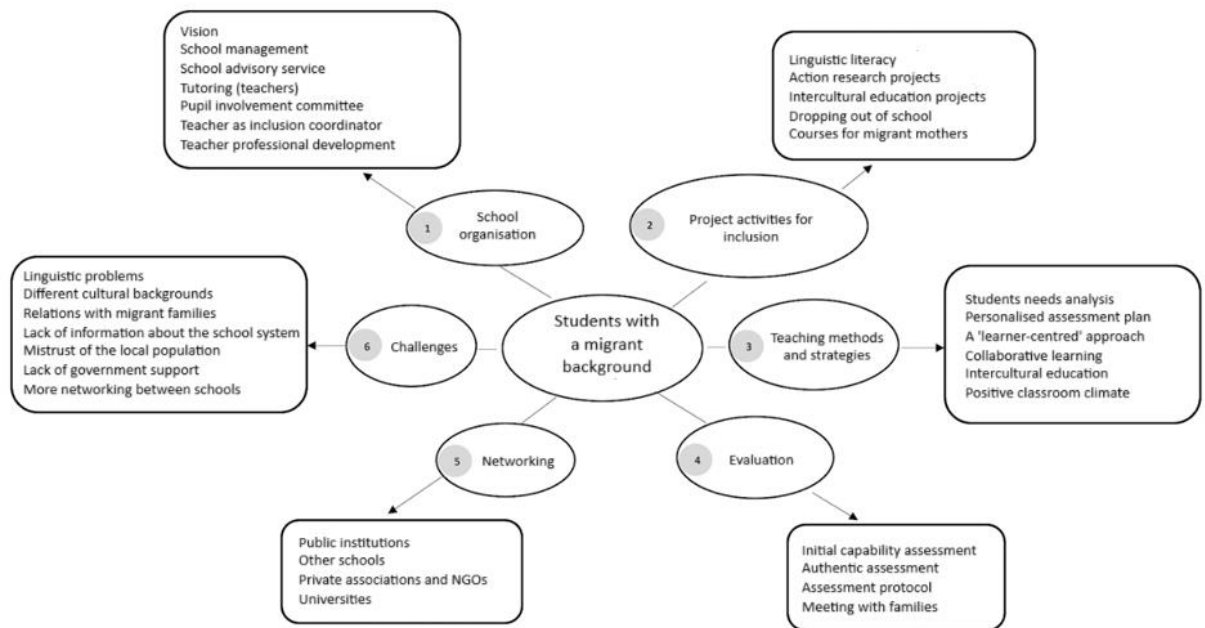 Students with
a migrant
background
1
School
organisation
Vision
School management
School advisory service
Tutoring (teachers)
Pupil involvement committee
Teacher as inclusion coordinator
Teacher professional development
2
Project activities for
inclusion
Linguistic literacy
Action research projects
Intercultural education projects
Dropping out of school
Courses for migrant mothers
3
Teaching methods
and strategies
Students needs analysis
Personalised assessment plan
A 'learner-centred' approach
Collaborative learning
Intercultural education
Positive classroom climate
4
Evaluation
Initial capability assessment
Authentic assessment
Assessment protocol
Meeting with families
5
Networking
Public institutions
Other schools
Private associations and NGOs
Universities
6
Challenges
Linguistic problems
Different cultural backgrounds
Relations with migrant families
Lack of information about the school system
Mistrust of the local population
Lack of government support
More networking between schools